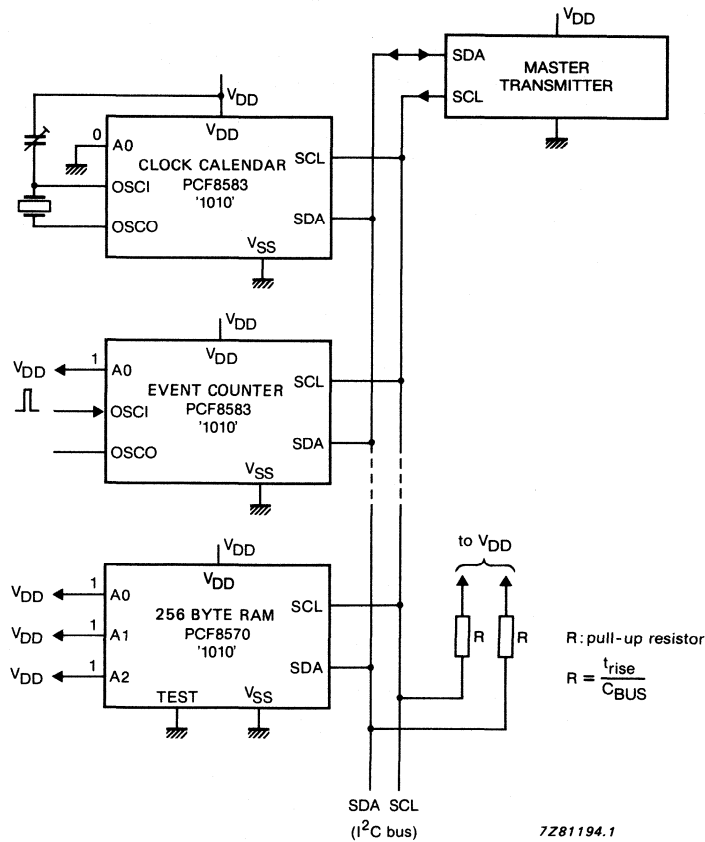 VDD
SDA
MASTER
TRANSMITTER
SCL
VDD
VDD
0
A0
CLOCK CALENDAR
SCL
OSCI
PCF8583
'1010'
SDA
OSCO
VSS
VDD
VDD
VDD
1
A0
EVENT COUNTER
SCL
OSCI
PCF8583
'1010'
SDA
OSCO
VSS
VDD
VDD
VDD
1
A0
256 BYTE RAM
SCL
VDD
1
A1
PCF8570
'1010'
VDD
1
A2
SDA
TEST
VSS
to VDD
R
R
R: pull-up resistor
R = trise / CBUS
SDA SCL
(I²C bus)
7Z81194.1